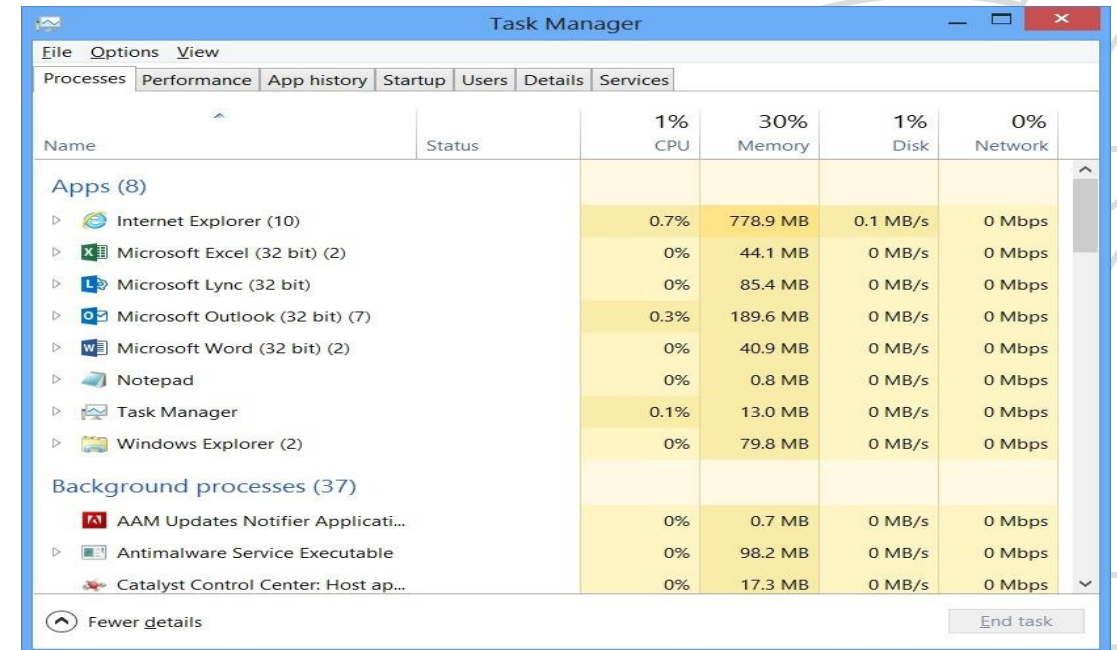 Task Manager
File Options View
Processes Performance App history Startup Users Details Services
1% 30% 1% 0%
Name Status CPU Memory Disk Network
Apps (8)
Internet Explorer (10) 0.7% 778.9 MB 0.1 MB/s 0 Mbps
Microsoft Excel (32 bit) (2) 0% 44.1 MB 0 MB/s 0 Mbps
Microsoft Lync (32 bit) 0% 85.4 MB 0 MB/s 0 Mbps
Microsoft Outlook (32 bit) (7) 0.3% 189.6 MB 0 MB/s 0 Mbps
Microsoft Word (32 bit) (2) 0% 40.9 MB 0 MB/s 0 Mbps
Notepad 0% 0.8 MB 0 MB/s 0 Mbps
Task Manager 0.1% 13.0 MB 0 MB/s 0 Mbps
Windows Explorer (2) 0% 79.8 MB 0 MB/s 0 Mbps
Background processes (37)
AAM Updates Notifier Applicati... 0% 0.7 MB 0 MB/s 0 Mbps
Antimalware Service Executable 0% 98.2 MB 0 MB/s 0 Mbps
Catalyst Control Center: Host ap... 0% 17.3 MB 0 MB/s 0 Mbps
Fewer details End task